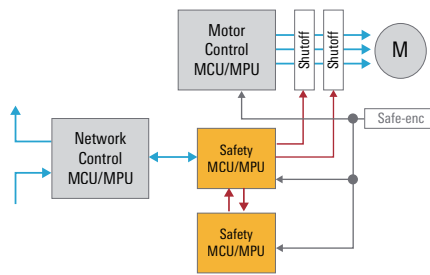 Motor
Control
MCU/MPU
Shutoff
Shutoff
M
Safe-enc
Network
Control
MCU/MPU
Safety
MCU/MPU
Safety
MCU/MPU